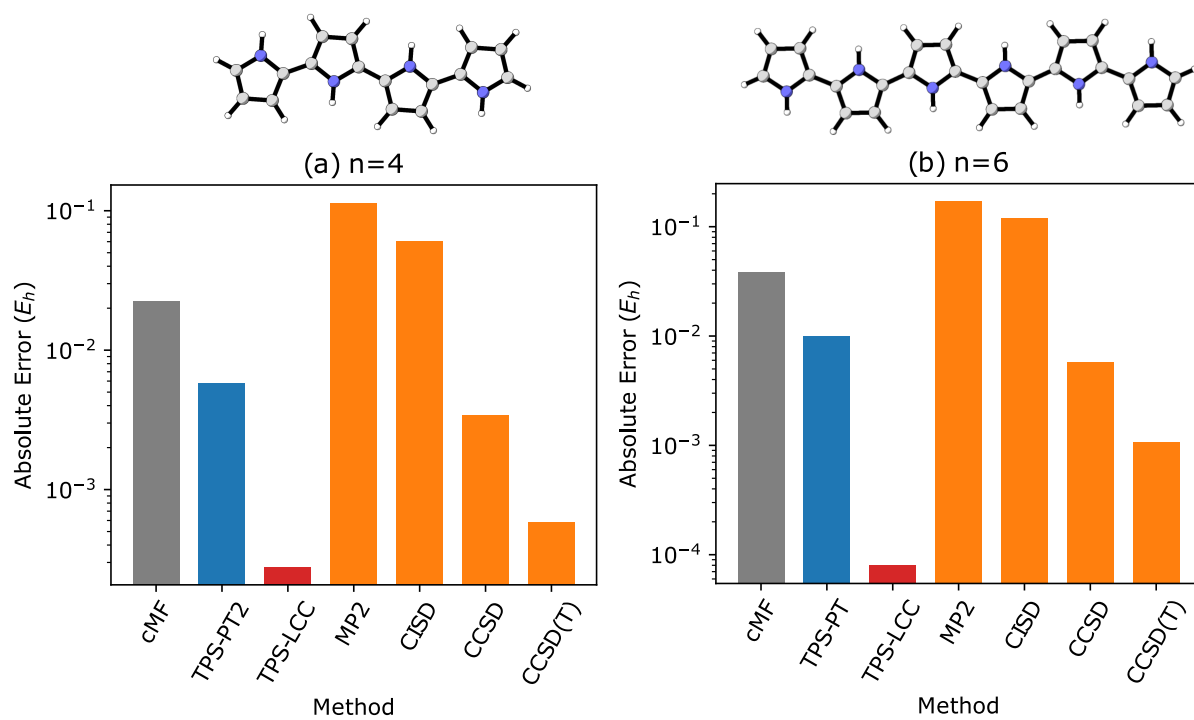 (a) n=4
Absolute Error (E_h)
10⁻¹
10⁻²
10⁻³
cMF
TPS-PT2
TPS-LCC
MP2
CISD
CCSD
CCSD(T)
Method
(b) n=6
Absolute Error (E_h)
10⁻¹
10⁻²
10⁻³
10⁻⁴
cMF
TPS-PT
TPS-LCC
MP2
CISD
CCSD
CCSD(T)
Method